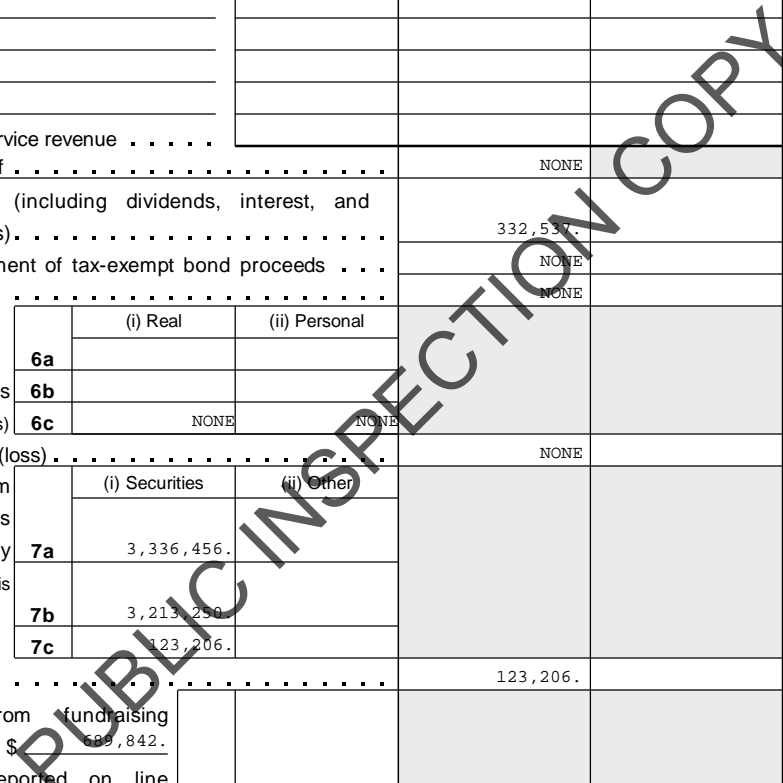 rvice revenue . . . . .
f . . . . . . . . . . . . . . . . . . . NONE
(including dividends, interest, and
s) . . . . . . . . . . . . . . . . . . . 332,537.
nent of tax-exempt bond proceeds . . . NONE
. . . . . . . . . . . . . . . . . . . NONE
(i) Real (ii) Personal
6a
s 6b
s) 6c NONE NONE
(loss) . . . . . . . . . . . . . . . . . NONE
m (i) Securities (ii) Other
s
y 7a 3,336,456.
is
7b 3,213,250.
7c 123,206.
. . . . . . . . . . . . . . . . . . . 123,206.
rom fundraising
$ 689,842.
eported on line
PUBLIC INSPECTION COPY